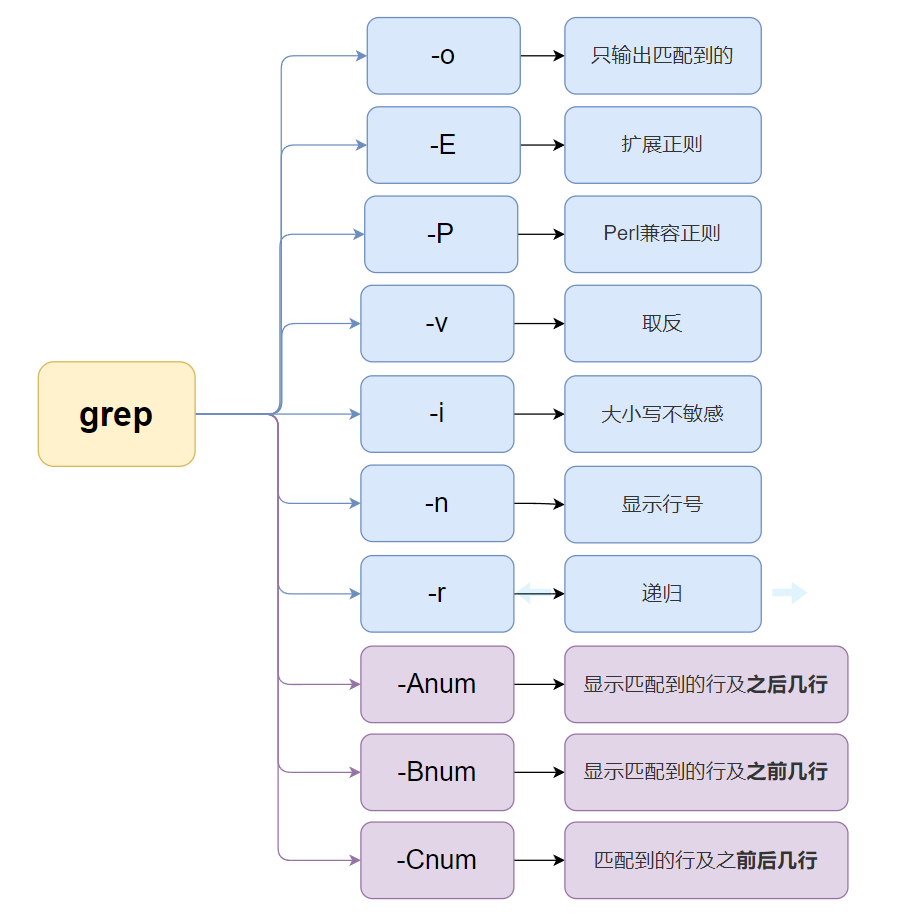 grep
-o
只输出匹配到的
-E
扩展正则
-P
Perl兼容正则
-v
取反
-i
大小写不敏感
-n
显示行号
-r
递归
-Anum
显示匹配到的行及之后几行
-Bnum
显示匹配到的行及之前几行
-Cnum
匹配到的行及之前后几行